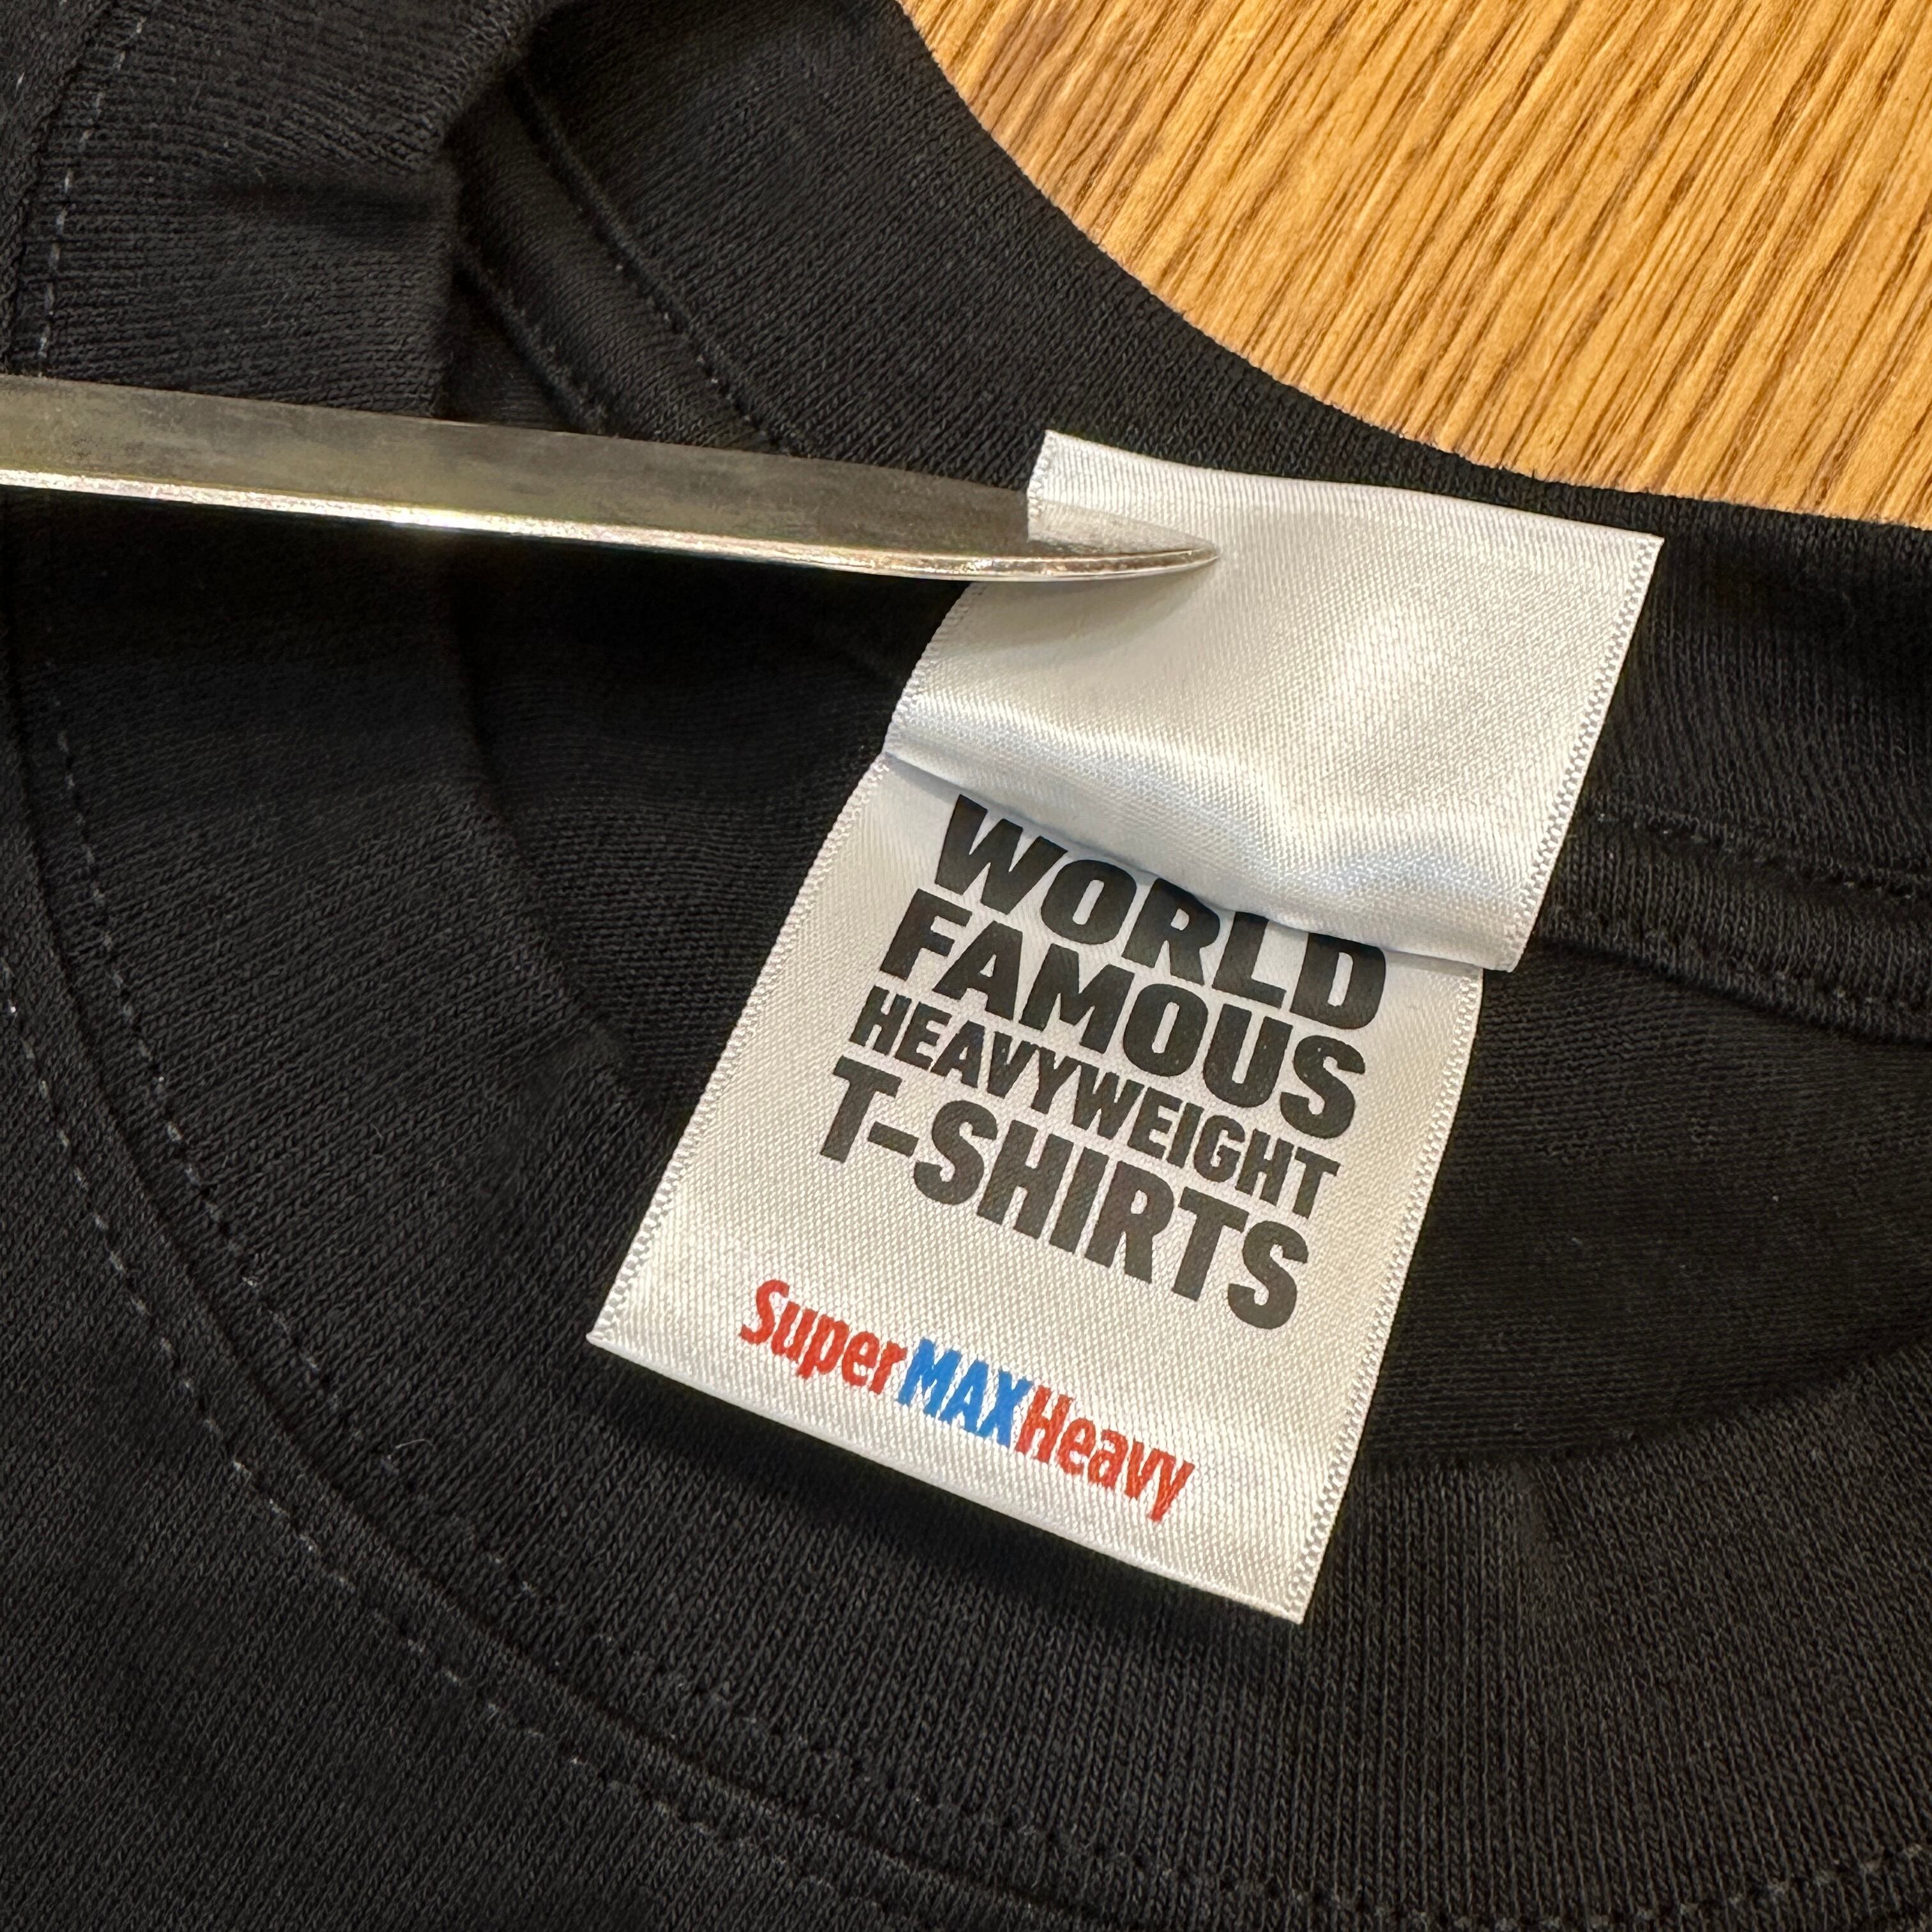 WORLD
FAMOUS
HEAVYWEIGHT
T-SHIRTS
SuperMAXHeavy